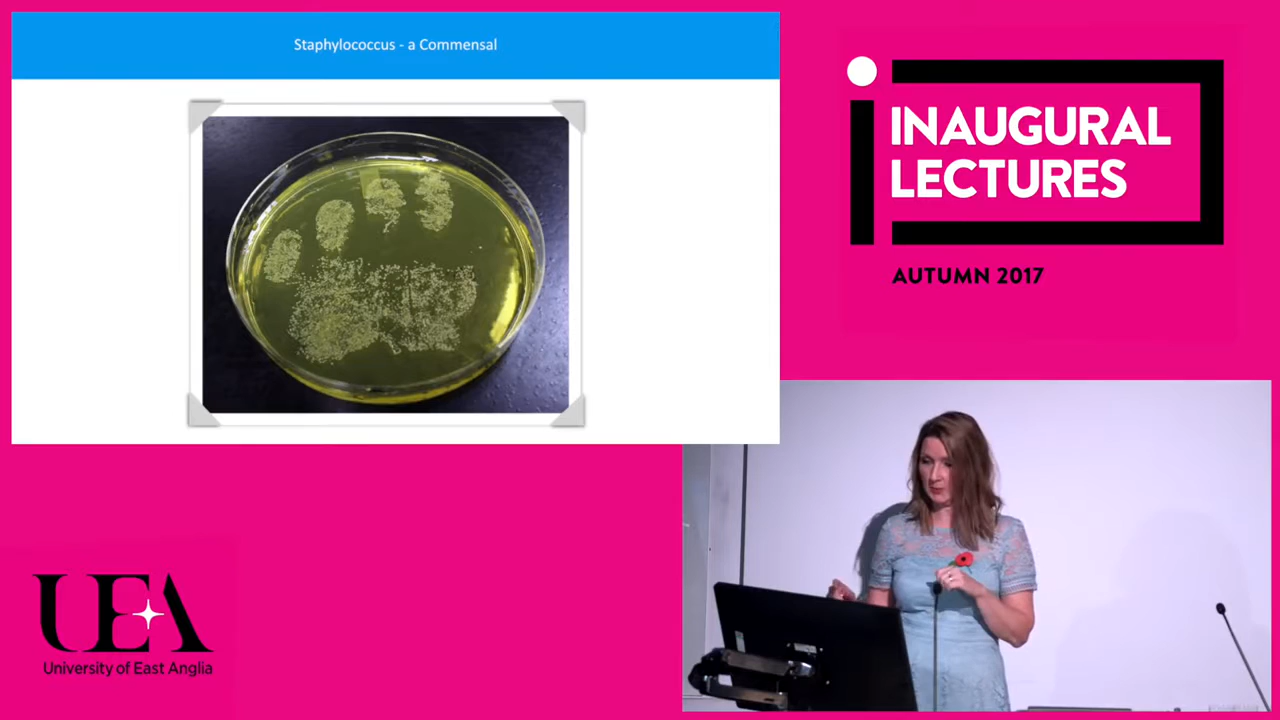 Staphylococcus - a Commensal
INAUGURAL
LECTURES
AUTUMN 2017
UEA
University of East Anglia